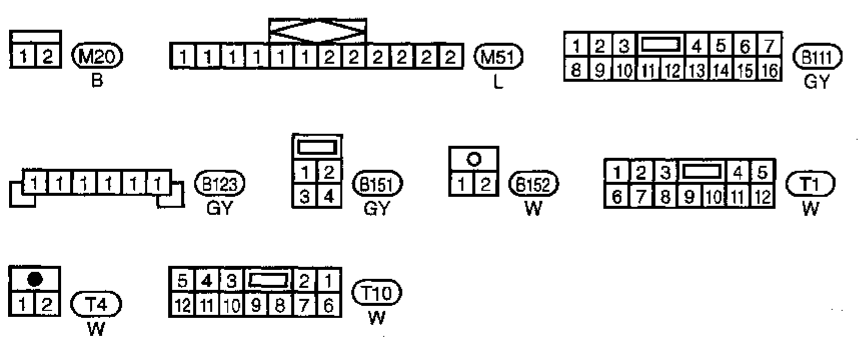 1 2 M20
B
1 1 1 1 1 1 2 2 2 2 2 2 M51
L
1 2 3 4 5 6 7
8 9 10 11 12 13 14 15 16 B111
GY
1 1 1 1 1 1 B123
GY
1 2
3 4 B151
GY
1 2 B152
W
1 2 3 4 5
6 7 8 9 10 11 12 T1
W
1 2 T4
W
5 4 3 2 1
12 11 10 9 8 7 6 T10
W